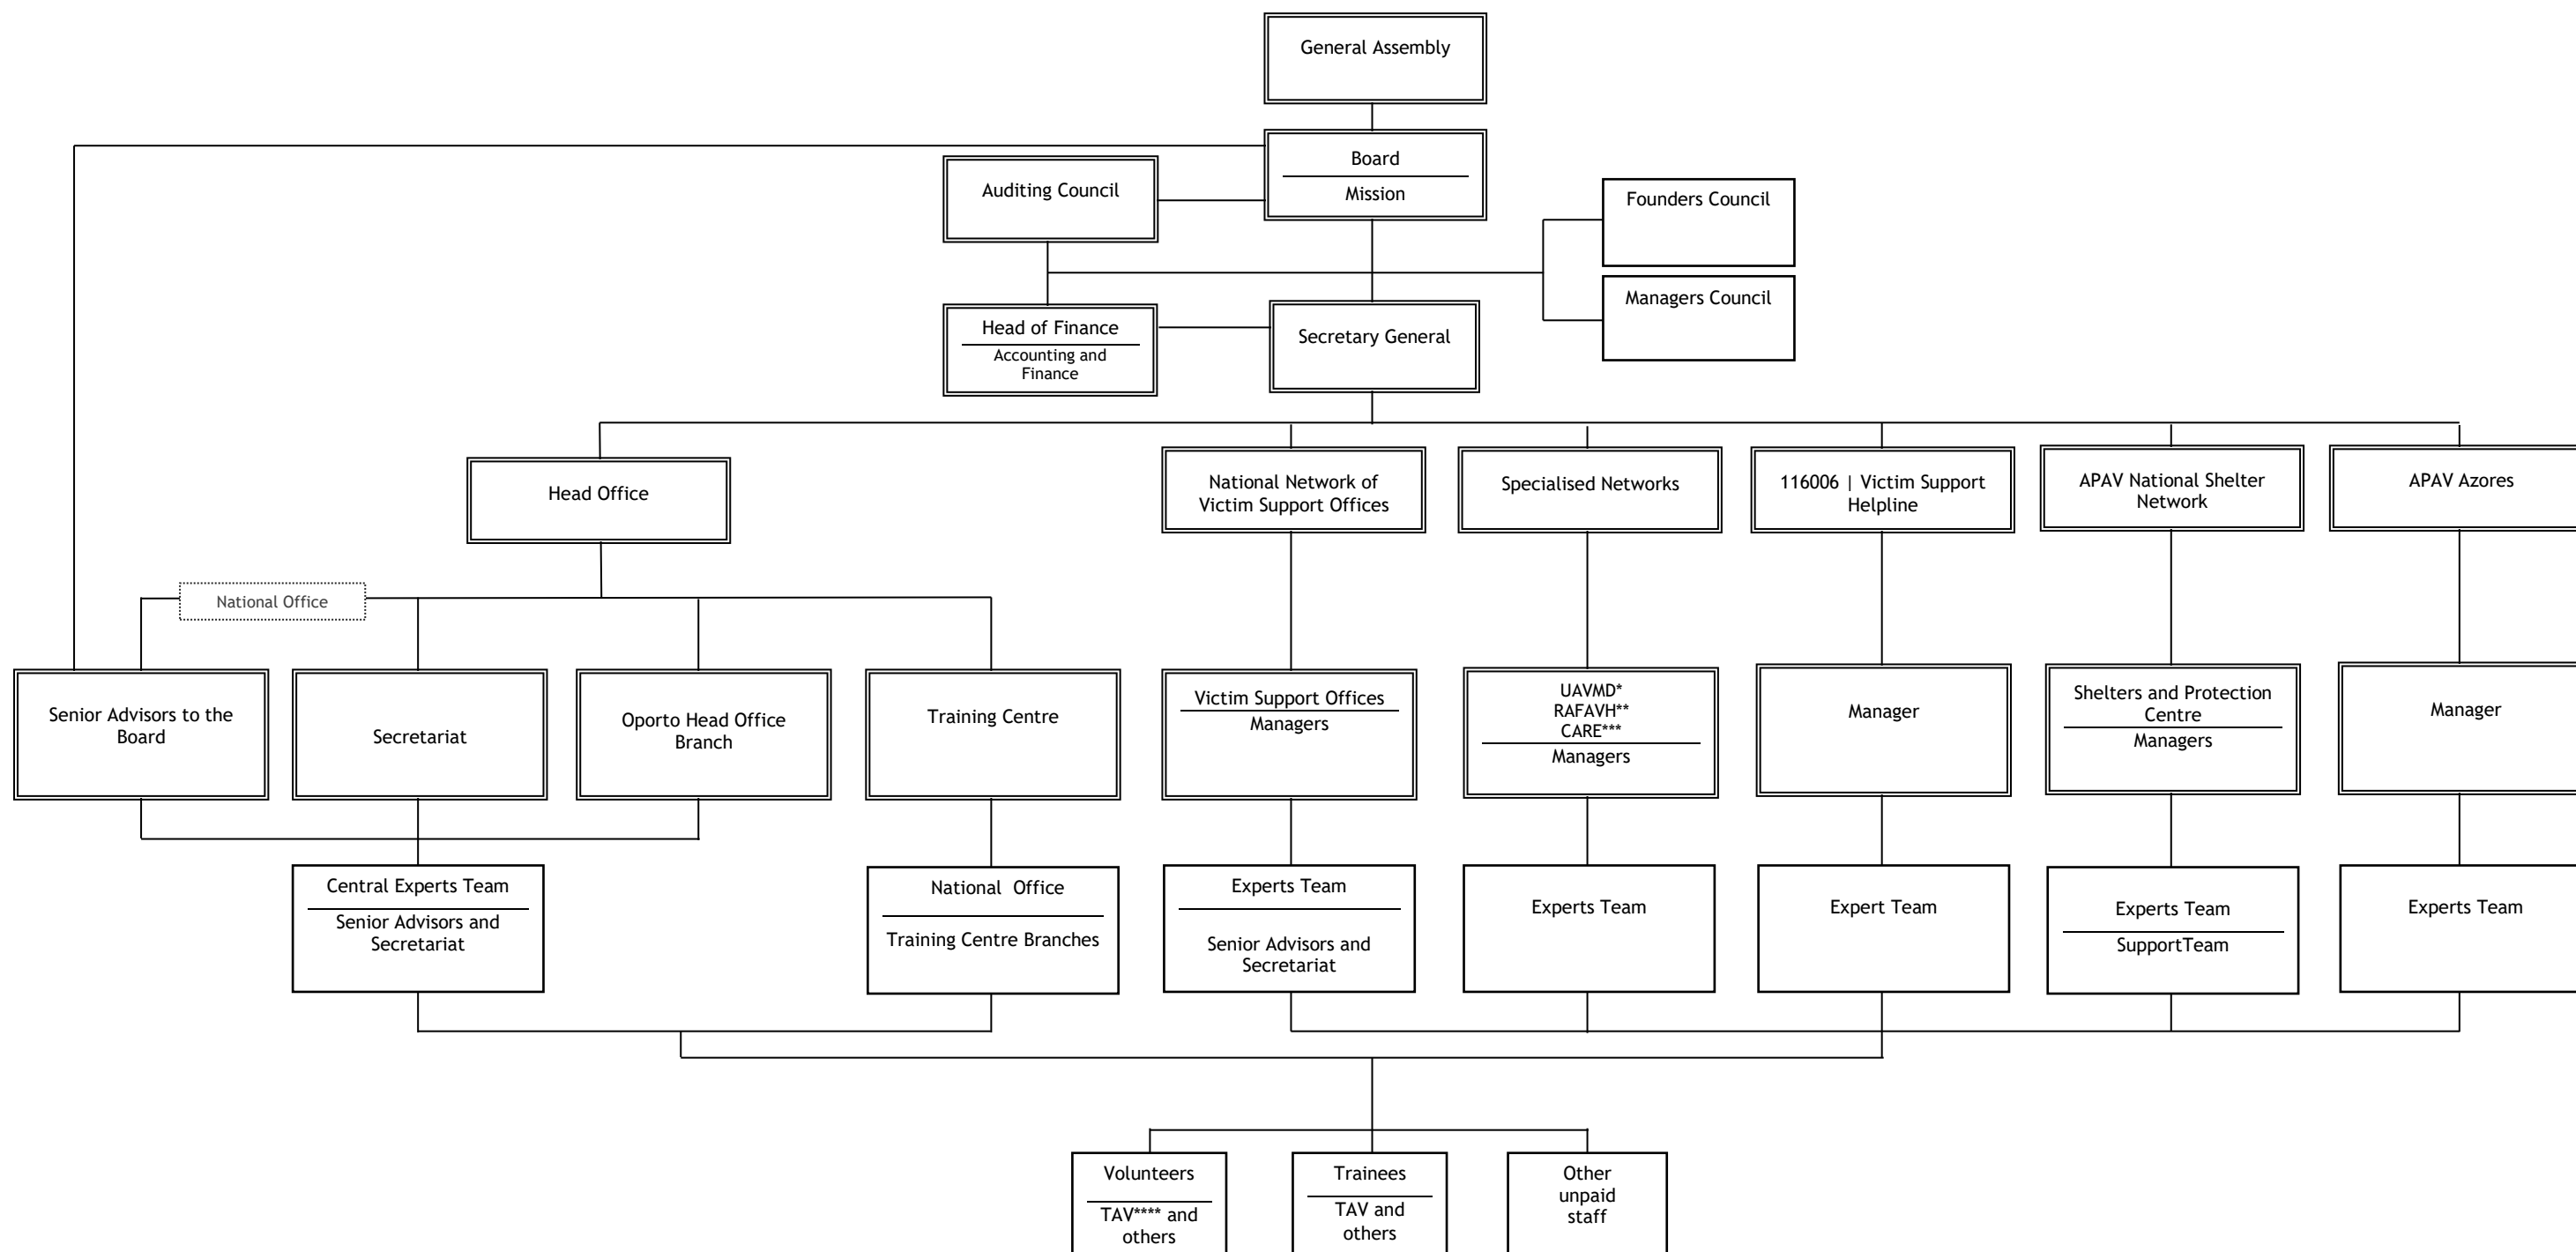 General Assembly
Board
Mission
Auditing Council
Founders Council
Managers Council
Head of Finance
Accounting and
Finance
Secretary General
Head Office
National Network of
Victim Support Offices
Specialised Networks
116006 | Victim Support
Helpline
APAV National Shelter
Network
APAV Azores
National Office
Senior Advisors to the
Board
Secretariat
Oporto Head Office
Branch
Training Centre
Victim Support Offices
Managers
UAVMD*
RAFAVH**
CARE***
Managers
Manager
Shelters and Protection
Centre
Managers
Manager
Central Experts Team
Senior Advisors and
Secretariat
National  Office
Training Centre Branches
Experts Team
Senior Advisors and
Secretariat
Experts Team
Expert Team
Experts Team
SupportTeam
Experts Team
Volunteers
TAV**** and
others
Trainees
TAV and
others
Other
unpaid
staff